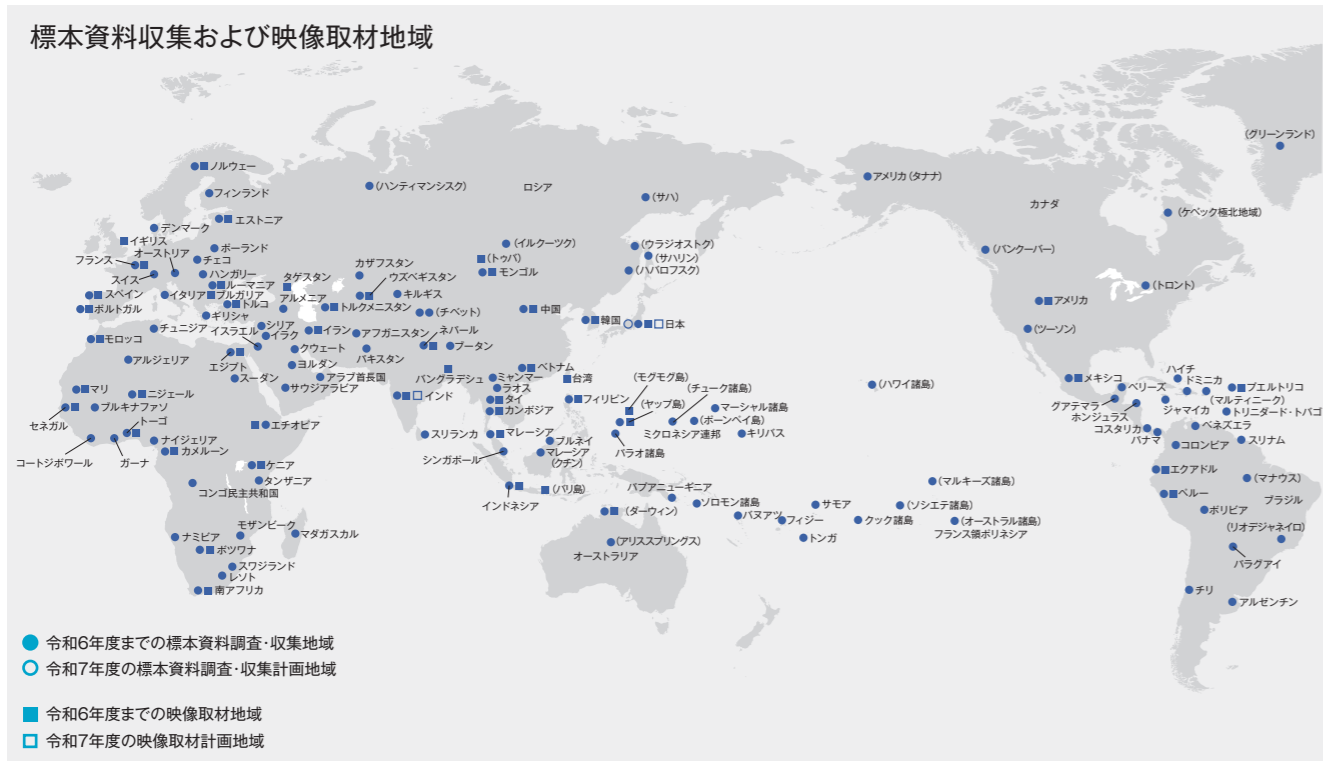 標本資料収集および映像取材地域
(グリーンランド)
ノルウェー
(ハンティマンシスク)
ロシア
アメリカ(タナナ)
フィンランド
(サハ)
カナダ
エストニア
(ケベック極北地域)
デンマーク
イギリス
オーストリア
ポーランド
(イルクーツク)
(ウラジオストク)
(バンクーバー)
フランス
チェコ
カザフスタン
(トゥバ)
(サハリン)
スイス
ハンガリー
タゲスタン
ウズベキスタン
モンゴル
(ハバロフスク)
ルーマニア
(トロント)
スペイン
イタリア
ブルガリア
アルメニア
キルギス
アメリカ
ポルトガル
トルコ
トルクメニスタン
(チベット)
中国
ギリシャ
韓国
日本
チュニジア
イスラエル
シリア
イラン
アフガニスタン
ネパール
(ツーソン)
モロッコ
イラク
クウェート
パキスタン
ブータン
アルジェリア
エジプト
ヨルダン
バングラデシュ
ベトナム
スーダン
アラブ首長国
ミャンマー
台湾
(モグモグ島)
ハイチ
サウジアラビア
ラオス
(チューク諸島)
(ハワイ諸島)
メキシコ
ベリーズ
ドミニカ
プエルトリコ
マリ
ニジェール
インド
タイ
フィリピン
(ヤップ島)
マーシャル諸島
グアテマラ
(マルティニーク)
セネガル
ブルキナファソ
カンボジア
(ポーンペイ島)
ホンジュラス
ジャマイカ
トリニダード・トバゴ
トーゴ
エチオピア
スリランカ
マレーシア
ブルネイ
ミクロネシア連邦
キリバス
コスタリカ
ベネズエラ
ナイジェリア
パナマ
スリナム
コートジボワール
ガーナ
カメルーン
シンガポール
マレーシア
(クチン)
パラオ諸島
コロンビア
ケニア
エクアドル
コンゴ民主共和国
タンザニア
インドネシア
(バリ島)
パプアニューギニア
(マルキーズ諸島)
(マナウス)
ペルー
ブラジル
モザンビーク
(ダーウィン)
ソロモン諸島
サモア
(ソシエテ諸島)
ボリビア
ナミビア
マダガスカル
バヌアツ
フィジー
クック諸島
(オーストラル諸島)
(リオデジャネイロ)
ボツワナ
(アリススプリングス)
トンガ
フランス領ポリネシア
オーストラリア
パラグアイ
スワジランド
レソト
南アフリカ
チリ
アルゼンチン
令和6年度までの標本資料調査・収集地域
令和7年度の標本資料調査・収集計画地域
令和6年度までの映像取材地域
令和7年度の映像取材計画地域